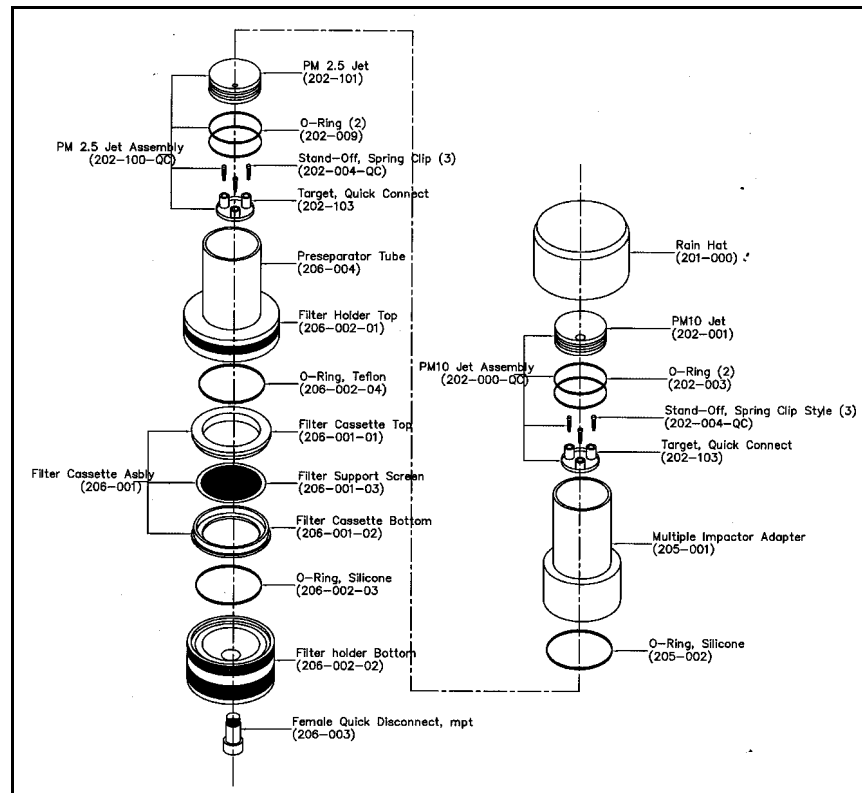 PM 2.5 Jet
(202-101)
O-Ring (2)
(202-009)
PM 2.5 Jet Assembly
(202-100-QC)
Stand-Off, Spring Clip (3)
(202-004-QC)
Target, Quick Connect
(202-103
Preseparator Tube
(206-004)
Filter Holder Top
(206-002-01)
O-Ring, Teflon
(206-002-04)
Filter Cassette Top
(206-001-01)
Filter Cassette Asbly
(206-001)
Filter Support Screen
(206-001-03)
Filter Cassette Bottom
(206-001-02)
O-Ring, Silicone
(206-002-03
Filter holder Bottom
(206-002-02)
Female Quick Disconnect, mpt
(206-003)
Rain Hat
(201-000)
PM10 Jet
(202-001)
PM10 Jet Assembly
(202-000-QC)
O-Ring (2)
(202-003)
Stand-Off, Spring Clip Style (3)
(202-004-QC)
Target, Quick Connect
(202-103)
Multiple Impactor Adapter
(205-001)
O-Ring, Silicone
(205-002)